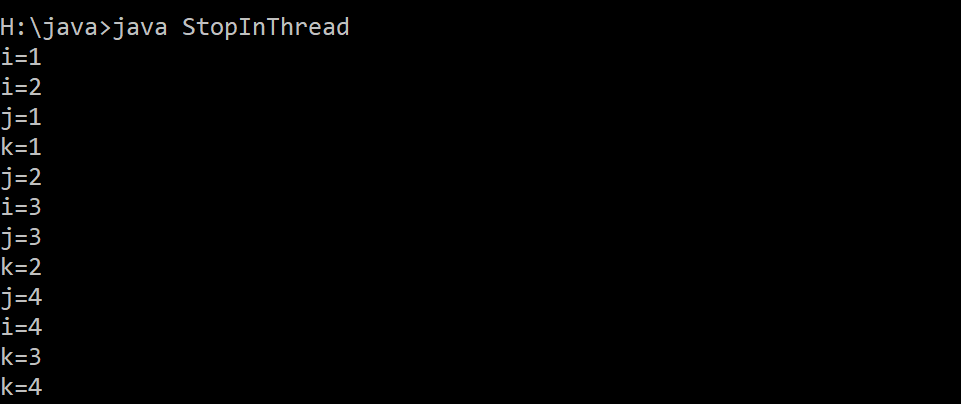 H:\java>java StopInThread
i=1
i=2
j=1
k=1
j=2
i=3
j=3
k=2
j=4
i=4
k=3
k=4